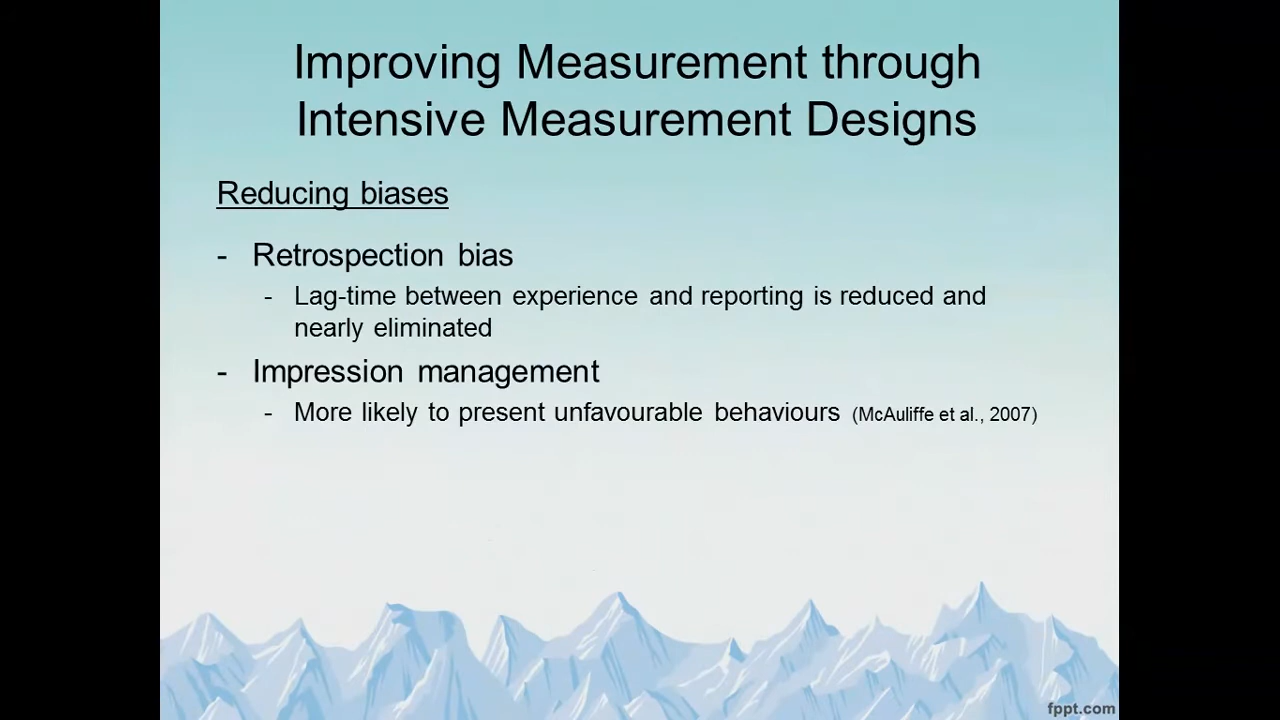 Improving Measurement through
Intensive Measurement Designs
Reducing biases
- Retrospection bias
- Lag-time between experience and reporting is reduced and
nearly eliminated
- Impression management
- More likely to present unfavourable behaviours (McAuliffe et al., 2007)
fppt.com